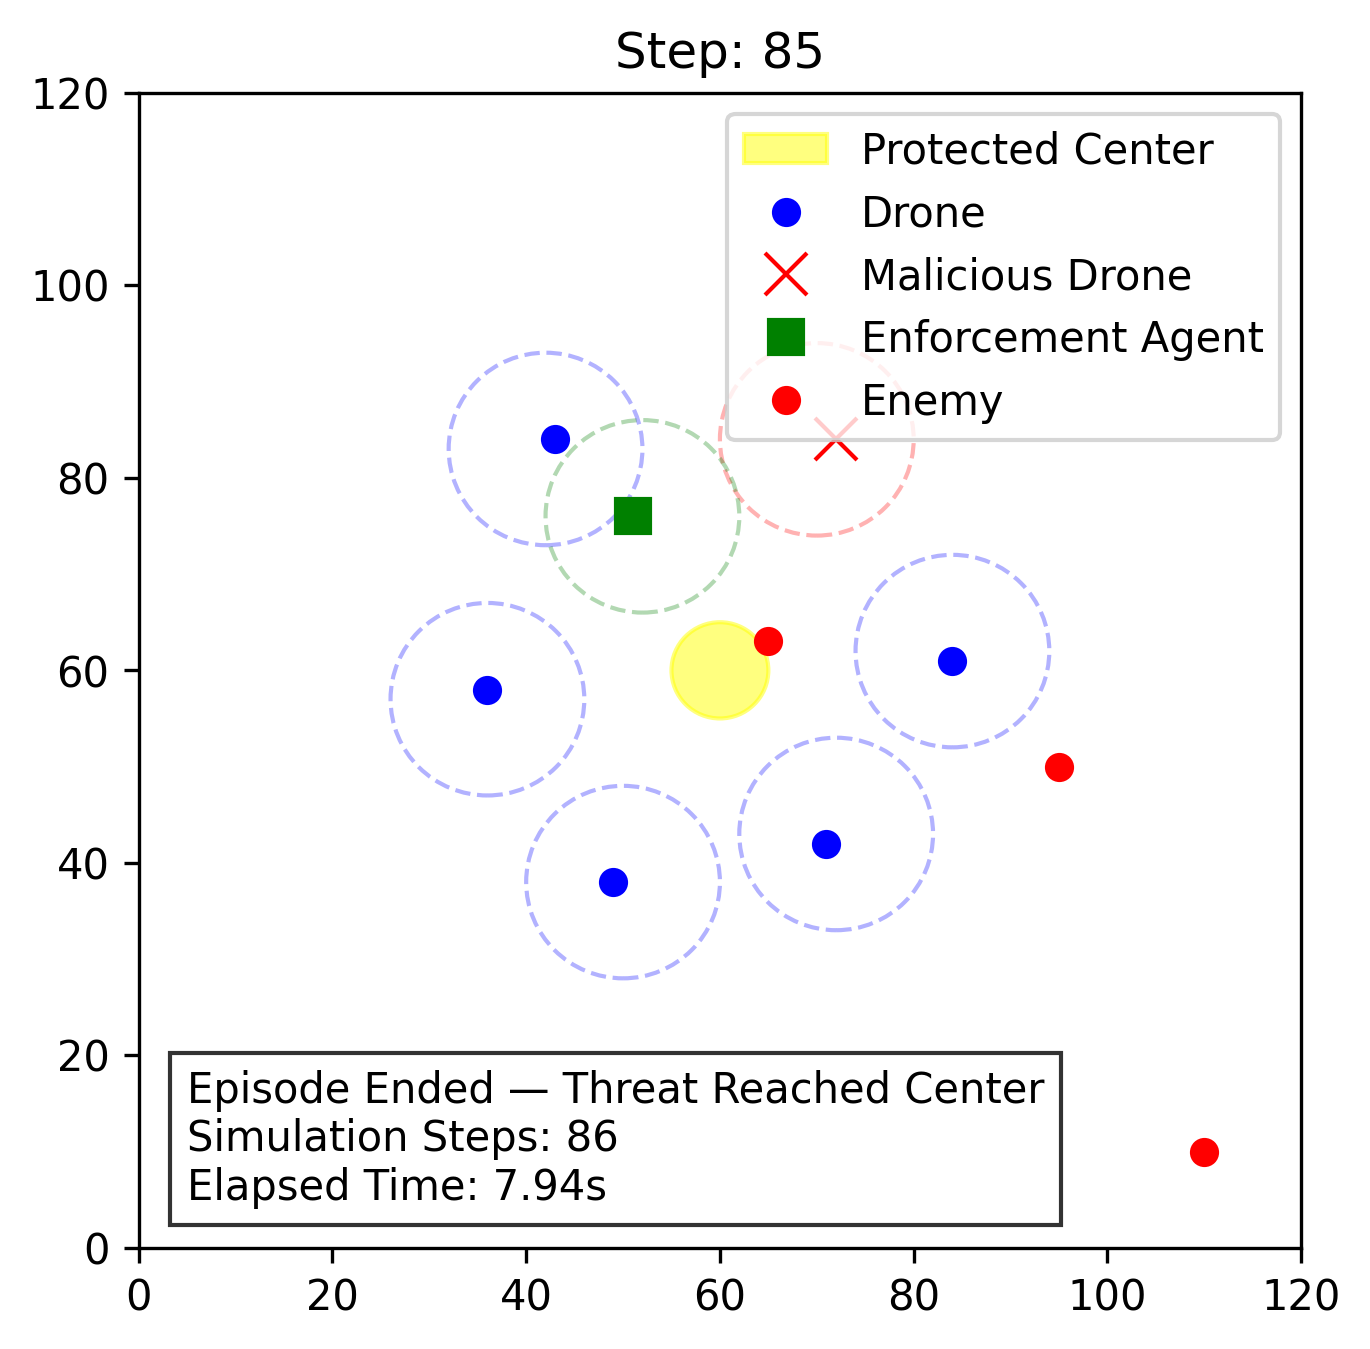 Step: 85
120
100
80
60
40
20
0
0 20 40 60 80 100 120
Protected Center
Drone
Malicious Drone
Enforcement Agent
Enemy
Episode Ended — Threat Reached Center
Simulation Steps: 86
Elapsed Time: 7.94s